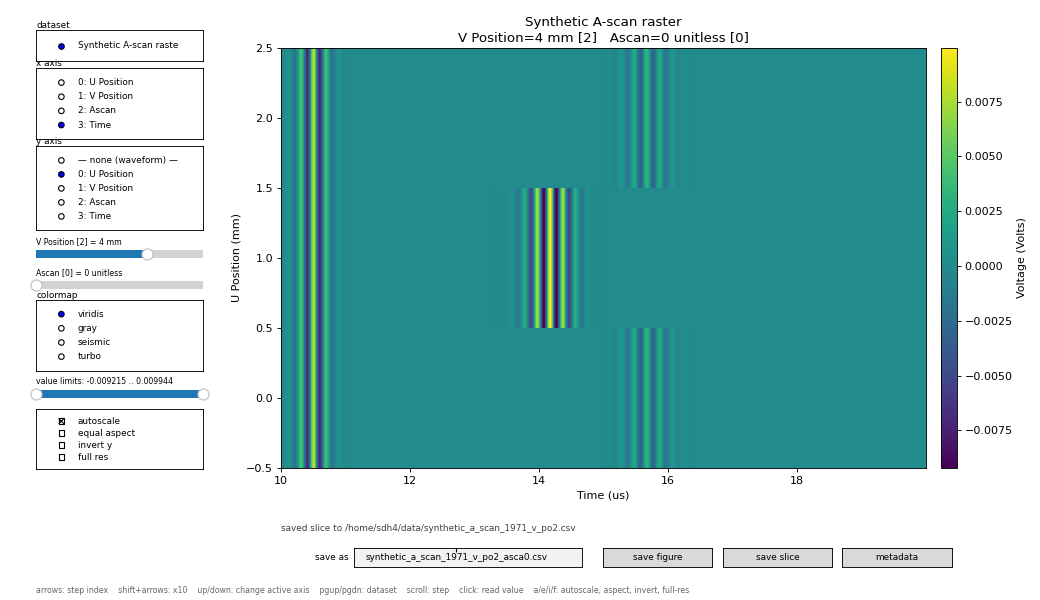 dataset
Synthetic A-scan raste
x axis
0: U Position
1: V Position
2: Ascan
3: Time
y axis
— none (waveform) —
0: U Position
1: V Position
2: Ascan
3: Time
V Position [2] = 4 mm
Ascan [0] = 0 unitless
colormap
viridis
gray
seismic
turbo
value limits: -0.009215 .. 0.009944
autoscale
equal aspect
invert y
full res
Synthetic A-scan raster
V Position=4 mm [2]   Ascan=0 unitless [0]
U Position (mm)
2.5
2.0
1.5
1.0
0.5
0.0
−0.5
10 12 14 16 18
Time (us)
0.0075
0.0050
0.0025
0.0000
−0.0025
−0.0050
−0.0075
Voltage (Volts)
saved slice to /home/sdh4/data/synthetic_a_scan_1971_v_po2.csv
save as synthetic_a_scan_1971_v_po2_asca0.csv save figure save slice metadata
arrows: step index   shift+arrows: x10   up/down: change active axis   pgup/pgdn: dataset   scroll: step   click: read value   a/e/i/f: autoscale, aspect, invert, full-res